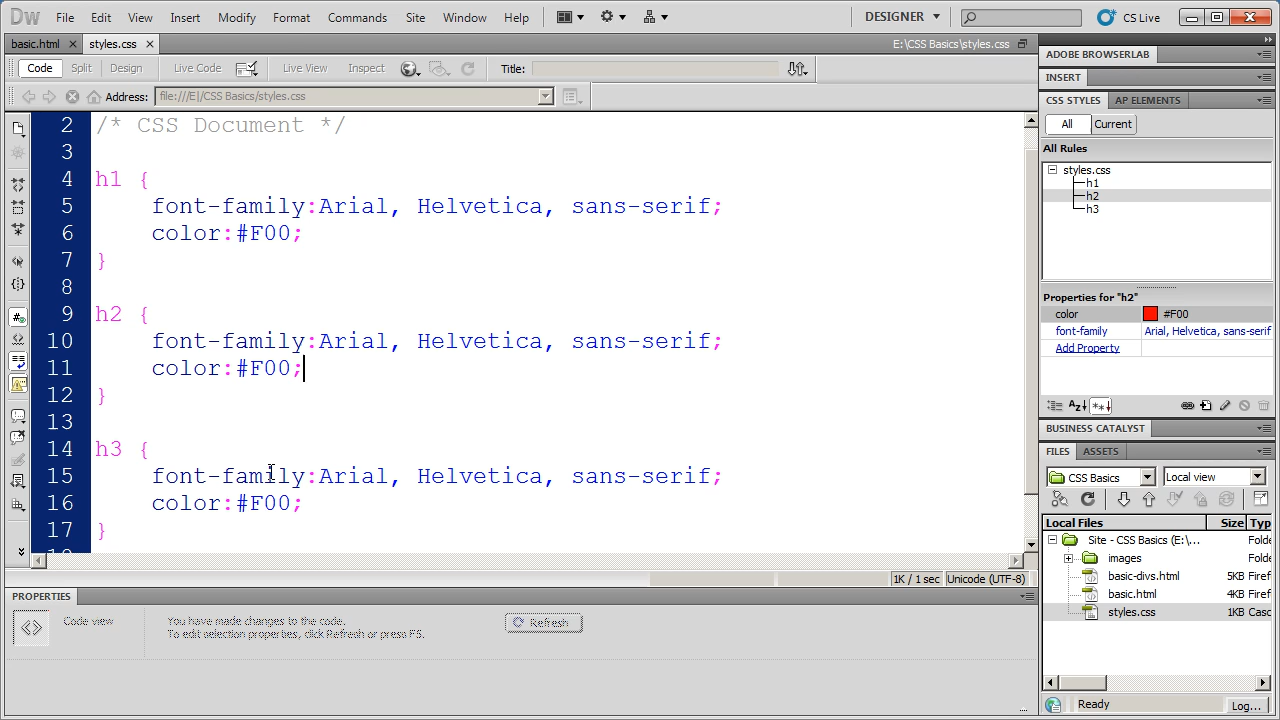 Dw File Edit View Insert Modify Format Commands Site Window Help DESIGNER CS Live
basic.html styles.css E:\CSS Basics\styles.css
Code Split Design Live Code Live View Inspect Title:
Address: file:///E|/CSS Basics/styles.css
2 /* CSS Document */
3
4 h1 {
5 font-family:Arial, Helvetica, sans-serif;
6 color:#F00;
7 }
8
9 h2 {
10 font-family:Arial, Helvetica, sans-serif;
11 color:#F00;
12 }
13
14 h3 {
15 font-family:Arial, Helvetica, sans-serif;
16 color:#F00;
17 }
1K / 1 sec Unicode (UTF-8)
PROPERTIES
Code view
You have made changes to the code.
To edit selection properties, click Refresh or press F5.
Refresh
ADOBE BROWSERLAB
INSERT
CSS STYLES AP ELEMENTS
All Current
All Rules
styles.css
h1
h2
h3
Properties for "h2"
color #F00
font-family Arial, Helvetica, sans-serif
Add Property
BUSINESS CATALYST
FILES ASSETS
CSS Basics Local view
Local Files Size Typ
Site - CSS Basics (E:\... Folde
images Folde
basic-divs.html 5KB Firef
basic.html 4KB Firef
styles.css 1KB Casc
Ready Log...